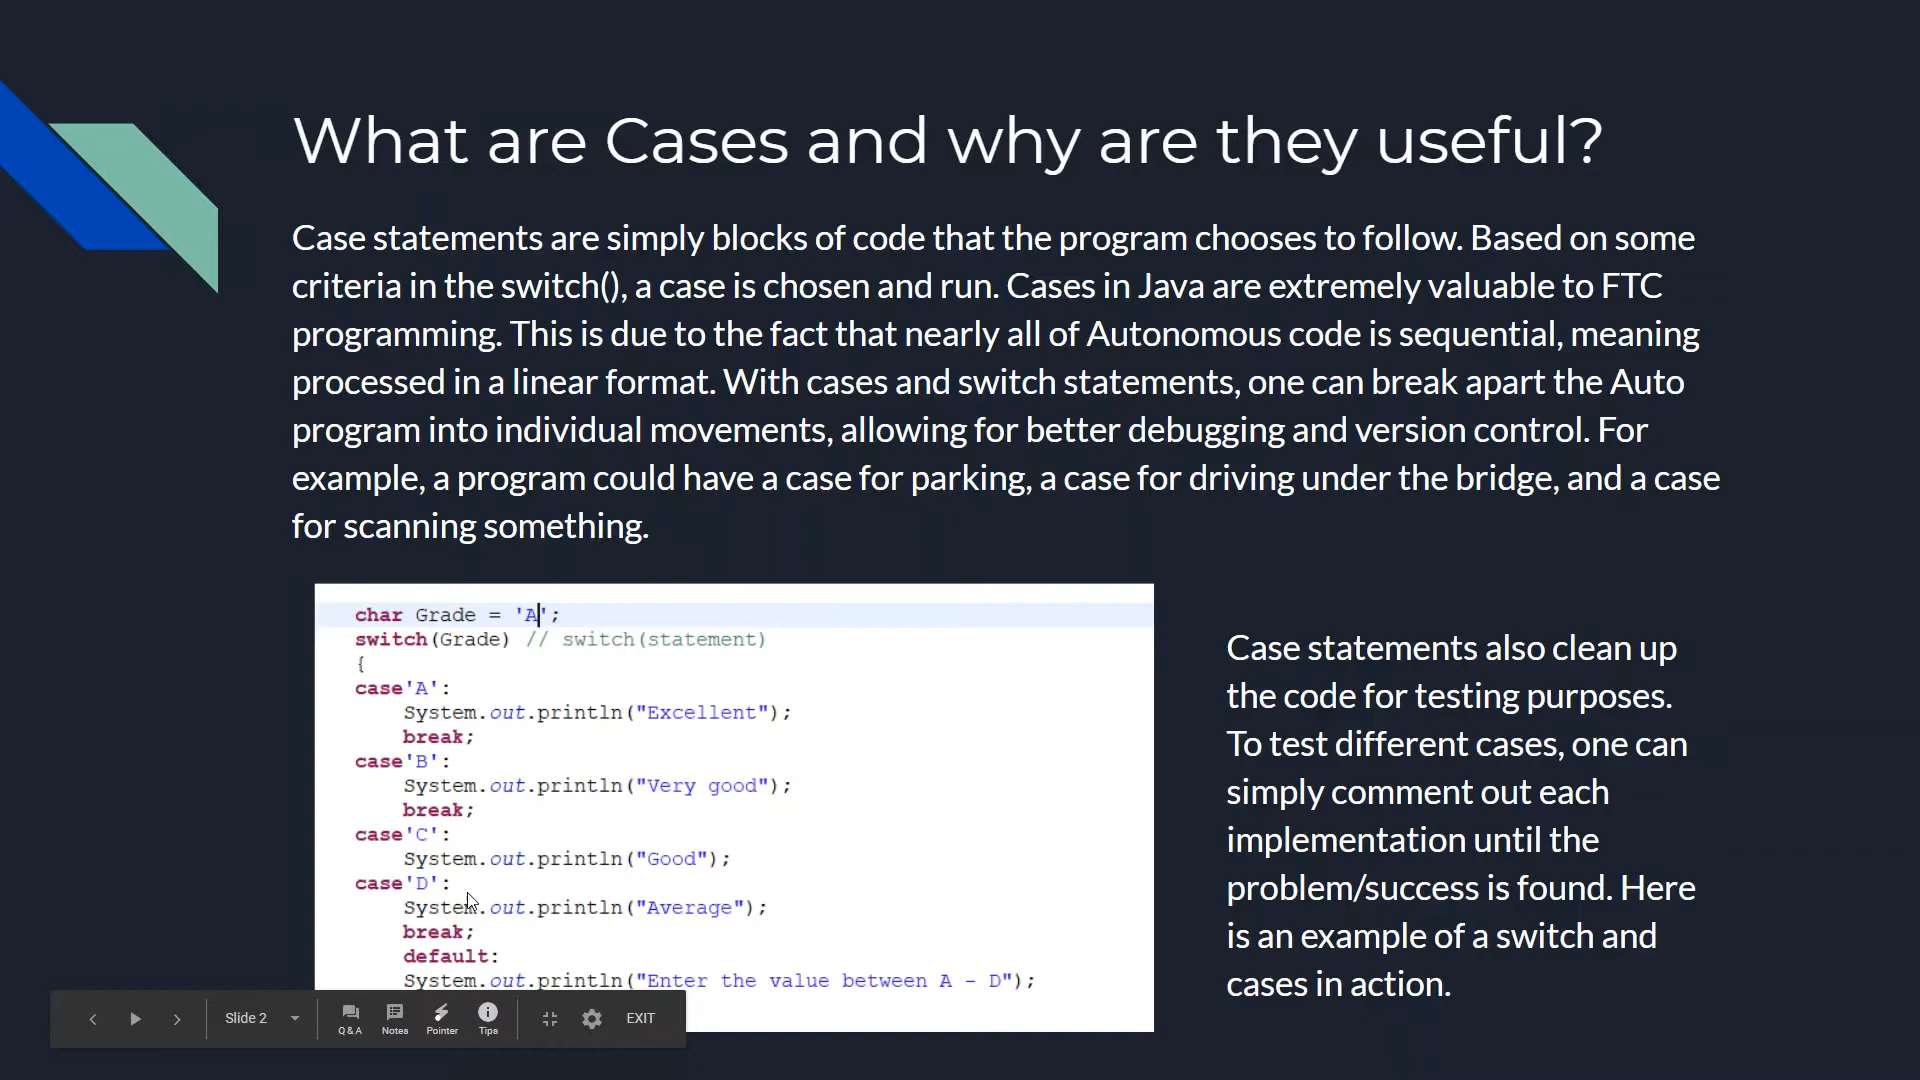 What are Cases and why are they useful?
Case statements are simply blocks of code that the program chooses to follow. Based on some
criteria in the switch(), a case is chosen and run. Cases in Java are extremely valuable to FTC
programming. This is due to the fact that nearly all of Autonomous code is sequential, meaning
processed in a linear format. With cases and switch statements, one can break apart the Auto
program into individual movements, allowing for better debugging and version control. For
example, a program could have a case for parking, a case for driving under the bridge, and a case
for scanning something.
char Grade = 'A';
switch(Grade) // switch(statement)
{
case'A':
System.out.println("Excellent");
break;
case'B':
System.out.println("Very good");
break;
case'C':
System.out.println("Good");
case'D':
System.out.println("Average");
break;
default:
System.out.println("Enter the value between A - D");
Case statements also clean up
the code for testing purposes.
To test different cases, one can
simply comment out each
implementation until the
problem/success is found. Here
is an example of a switch and
cases in action.
Slide 2
Q & A
Notes
Pointer
Tips
EXIT